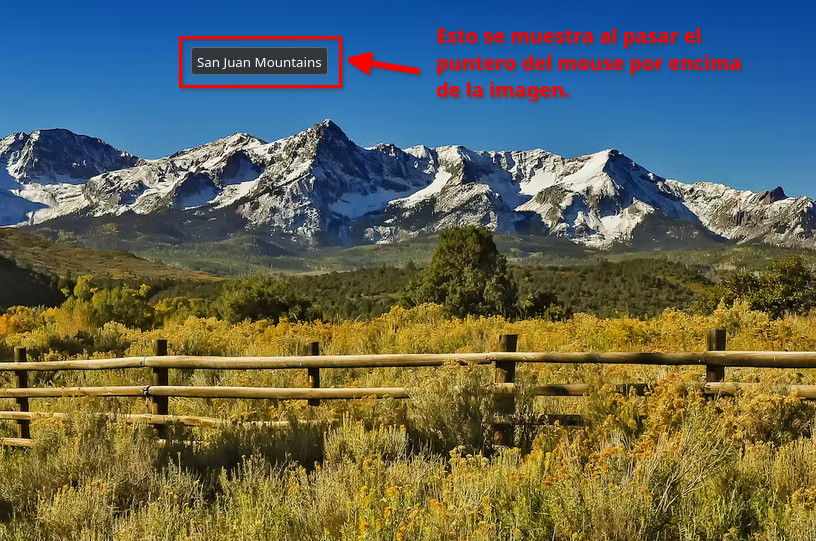 San Juan Mountains
Esto se muestra al pasar el
puntero del mouse por encima
de la imagen.